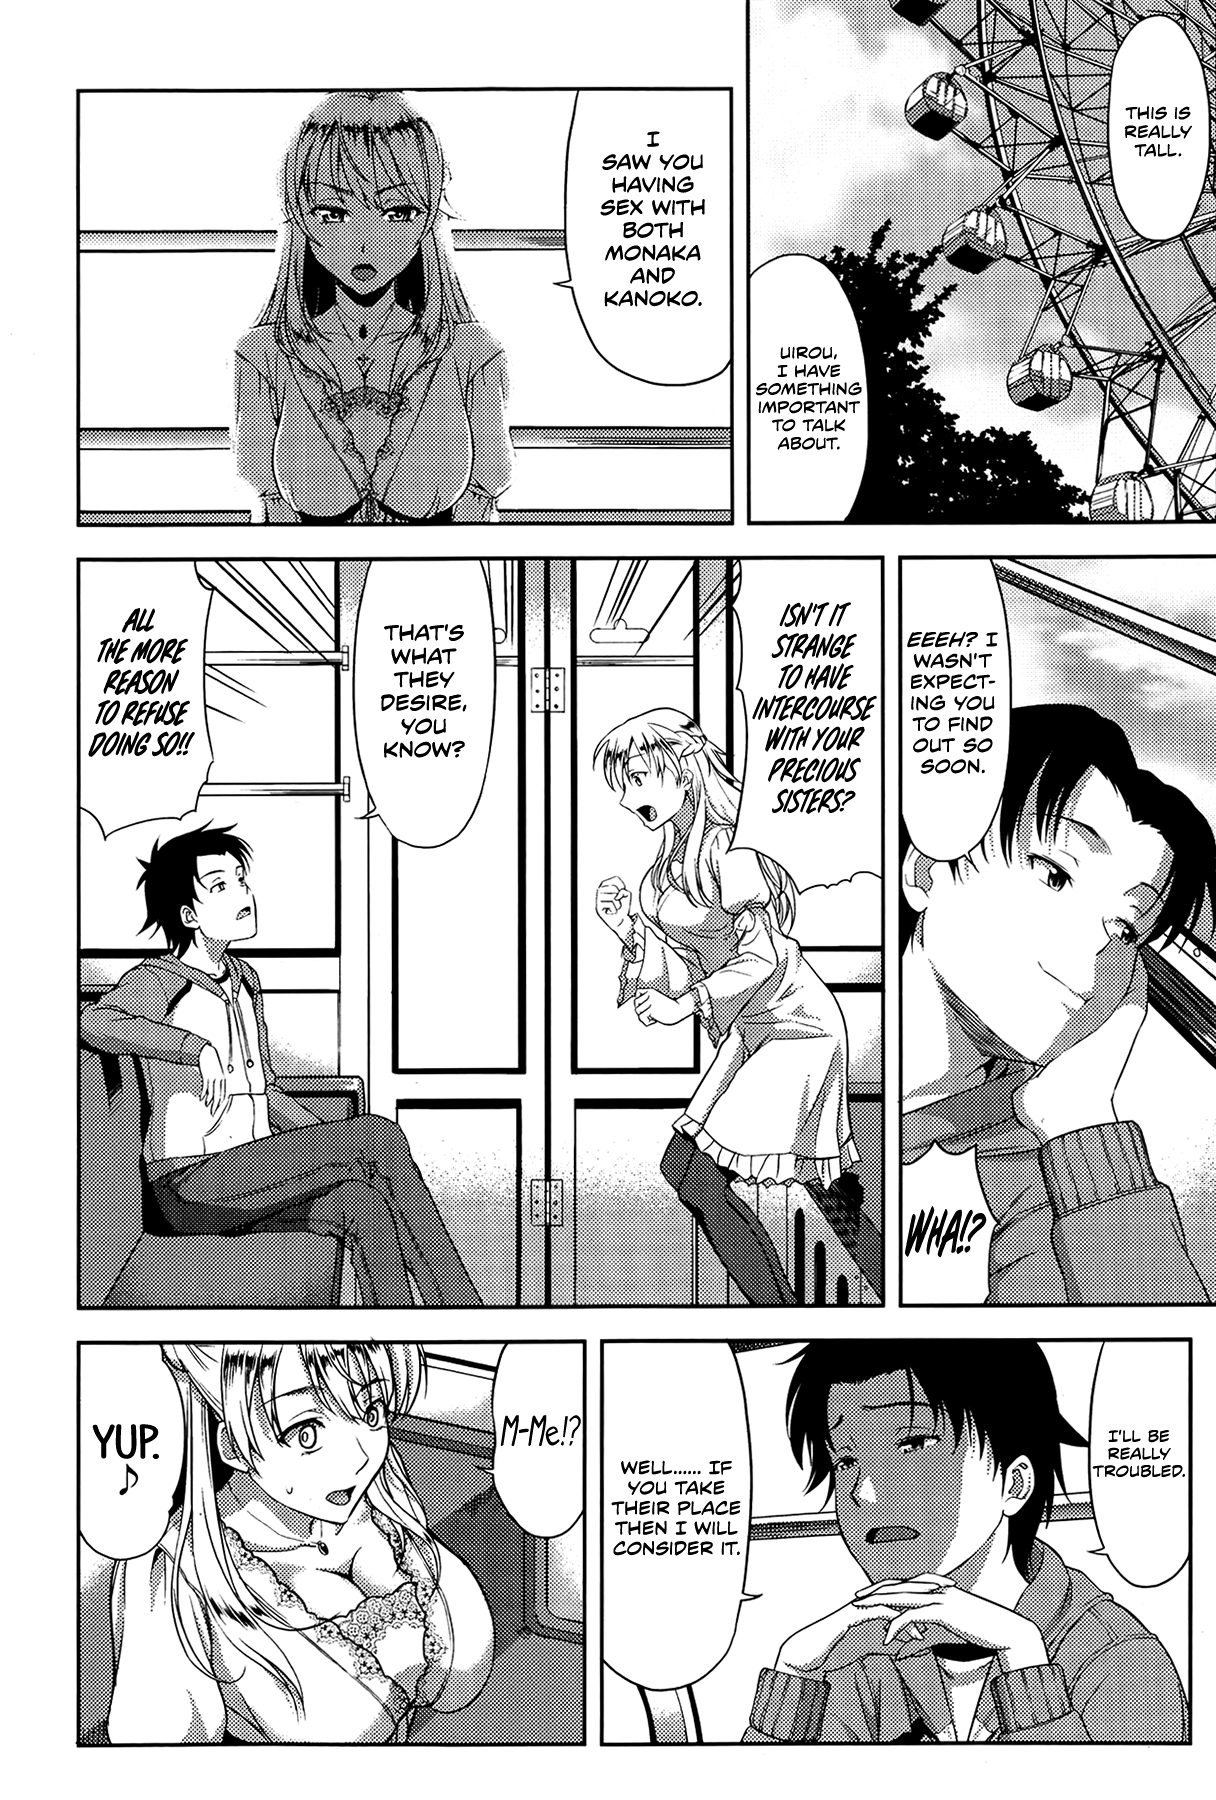 THIS IS
REALLY
TALL.
UIROU,
I HAVE
SOMETHING
IMPORTANT
TO TALK
ABOUT.
I
SAW YOU
HAVING
SEX WITH
BOTH
MONAKA
AND
KANOKO.
EEEH? I
WASN'T
EXPECT-
ING YOU
TO FIND
OUT SO
SOON.
WHA!?
ISN'T IT
STRANGE
TO HAVE
INTERCOURSE
WITH YOUR
PRECIOUS
SISTERS?
THAT'S
WHAT
THEY
DESIRE,
YOU
KNOW?
ALL
THE MORE
REASON
TO REFUSE
DOING SO!!
I'LL BE
REALLY
TROUBLED.
WELL...... IF
YOU TAKE
THEIR PLACE
THEN I WILL
CONSIDER IT.
M-Me!?
YUP.
♪